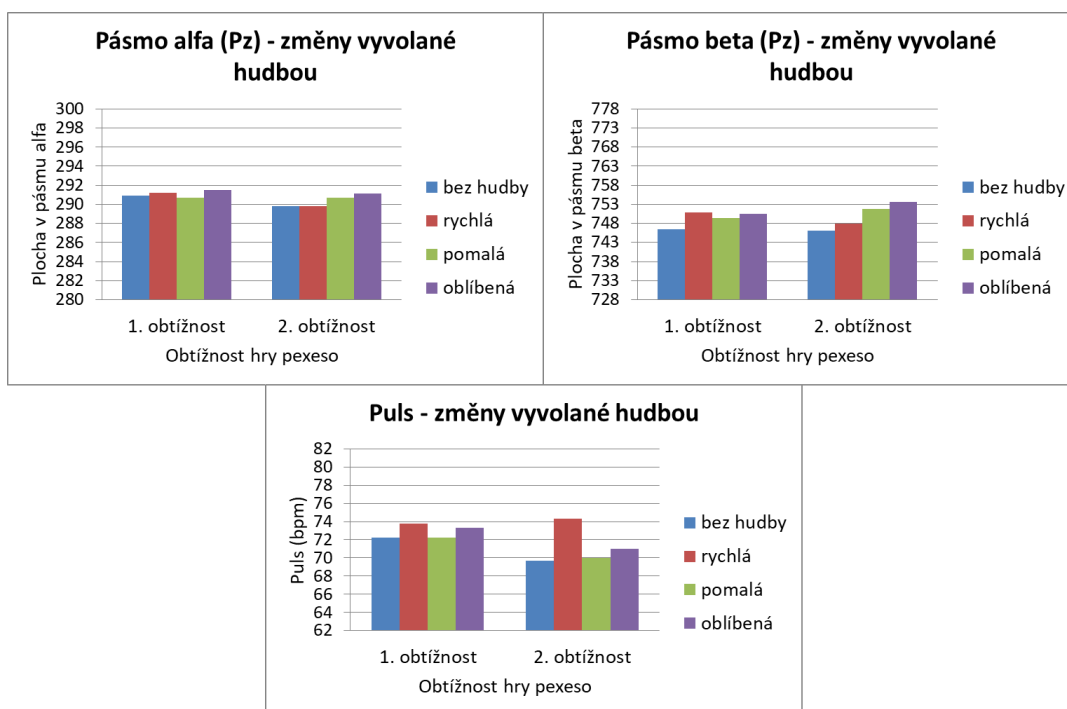 Pásmo alfa (Pz) - změny vyvolané
hudbou
Plocha v pásmu alfa
300
298
296
294
292
290
288
286
284
282
280
1. obtížnost
2. obtížnost
Obtížnost hry pexeso
bez hudby
rychlá
pomalá
oblíbená
Pásmo beta (Pz) - změny vyvolané
hudbou
Plocha v pásmu beta
778
773
768
763
758
753
748
743
738
733
728
1. obtížnost
2. obtížnost
Obtížnost hry pexeso
bez hudby
rychlá
pomalá
oblíbená
Puls - změny vyvolané hudbou
Puls (bpm)
82
80
78
76
74
72
70
68
66
64
62
1. obtížnost
2. obtížnost
Obtížnost hry pexeso
bez hudby
rychlá
pomalá
oblíbená